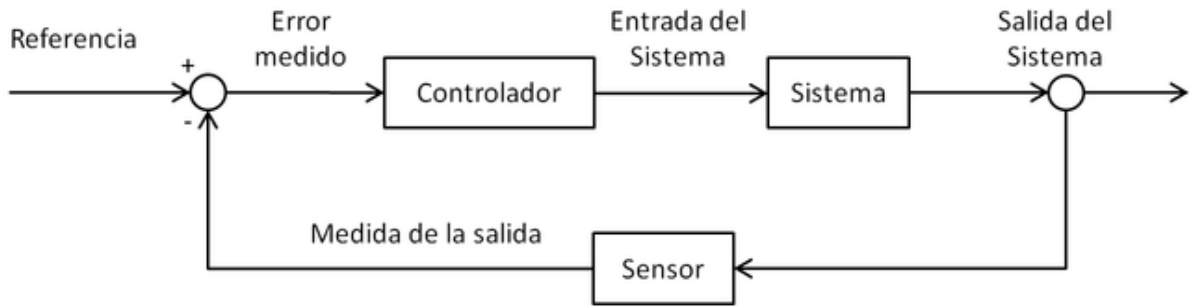 Referencia
+
-
Error
medido
Controlador
Entrada del
Sistema
Sistema
Salida del
Sistema
Medida de la salida
Sensor